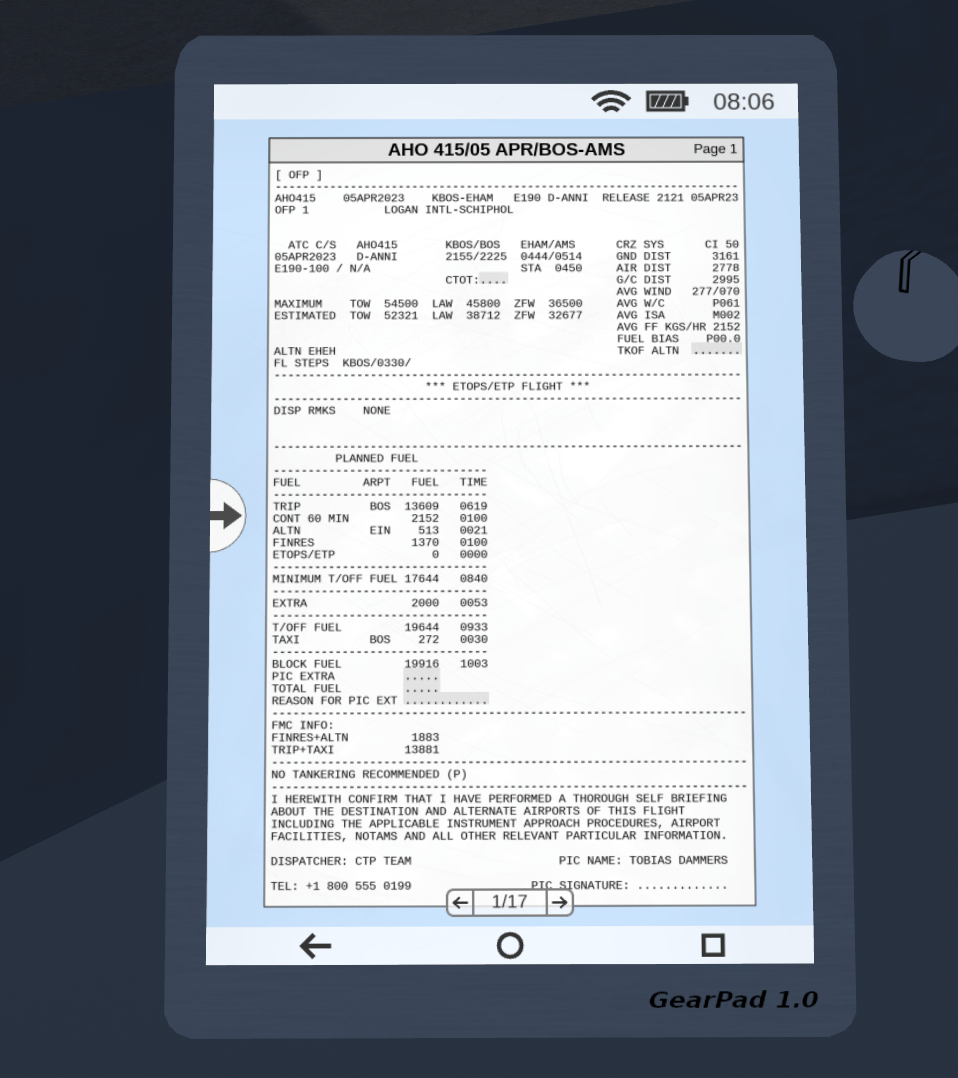 08:06
AHO 415/05 APR/BOS-AMS Page 1
[ OFP ]
--------------------------------------------------------------------
AHO415 05APR2023 KBOS-EHAM E190 D-ANNI RELEASE 2121 05APR23
OFP 1 LOGAN INTL-SCHIPHOL
ATC C/S AHO415 KBOS/BOS EHAM/AMS CRZ SYS CI 50
05APR2023 D-ANNI 2155/2225 0444/0514 GND DIST 3161
E190-100 / N/A STA 0450 AIR DIST 2778
CTOT:.... G/C DIST 2995
AVG WIND 277/070
MAXIMUM TOW 54500 LAW 45800 ZFW 36500 AVG W/C P061
ESTIMATED TOW 52321 LAW 38712 ZFW 32677 AVG ISA M002
AVG FF KGS/HR 2152
FUEL BIAS P00.0
ALTN EHEH TKOF ALTN .......
FL STEPS KBOS/0330/
--------------------------------------------------------------------
*** ETOPS/ETP FLIGHT ***
--------------------------------------------------------------------
DISP RMKS NONE
--------------------------------------------------------------------
PLANNED FUEL
--------------------------------
FUEL ARPT FUEL TIME
--------------------------------
TRIP BOS 13609 0619
CONT 60 MIN 2152 0100
ALTN EIN 513 0021
FINRES 1370 0100
ETOPS/ETP 0 0000
--------------------------------
MINIMUM T/OFF FUEL 17644 0840
--------------------------------
EXTRA 2000 0053
--------------------------------
T/OFF FUEL 19644 0933
TAXI BOS 272 0030
--------------------------------
BLOCK FUEL 19916 1003
PIC EXTRA .....
TOTAL FUEL .....
REASON FOR PIC EXT ............
--------------------------------------------------------------------
FMC INFO:
FINRES+ALTN 1883
TRIP+TAXI 13881
--------------------------------------------------------------------
NO TANKERING RECOMMENDED (P)
--------------------------------------------------------------------
I HEREWITH CONFIRM THAT I HAVE PERFORMED A THOROUGH SELF BRIEFING
ABOUT THE DESTINATION AND ALTERNATE AIRPORTS OF THIS FLIGHT
INCLUDING THE APPLICABLE INSTRUMENT APPROACH PROCEDURES, AIRPORT
FACILITIES, NOTAMS AND ALL OTHER RELEVANT PARTICULAR INFORMATION.
DISPATCHER: CTP TEAM PIC NAME: TOBIAS DAMMERS
TEL: +1 800 555 0199 PIC SIGNATURE: .............
1/17
GearPad 1.0